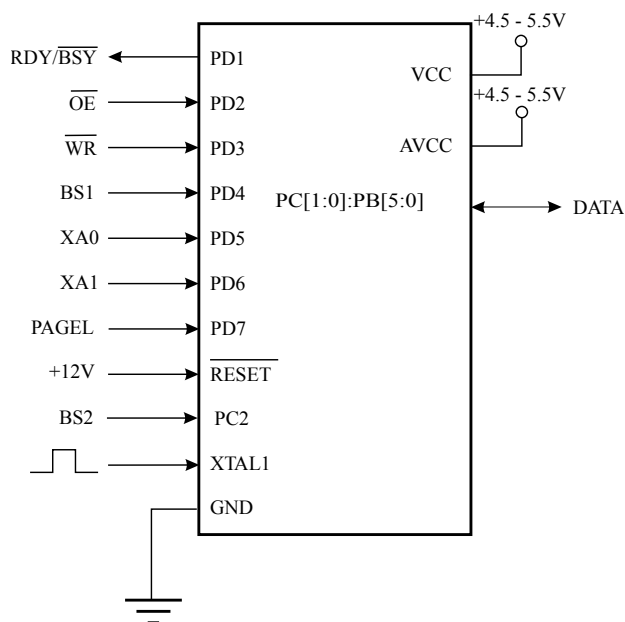 RDY/BSY
PD1
+4.5 - 5.5V
VCC
OE
PD2
+4.5 - 5.5V
WR
PD3
AVCC
BS1
PD4
PC[1:0]:PB[5:0]
DATA
XA0
PD5
XA1
PD6
PAGEL
PD7
+12V
RESET
BS2
PC2
XTAL1
GND